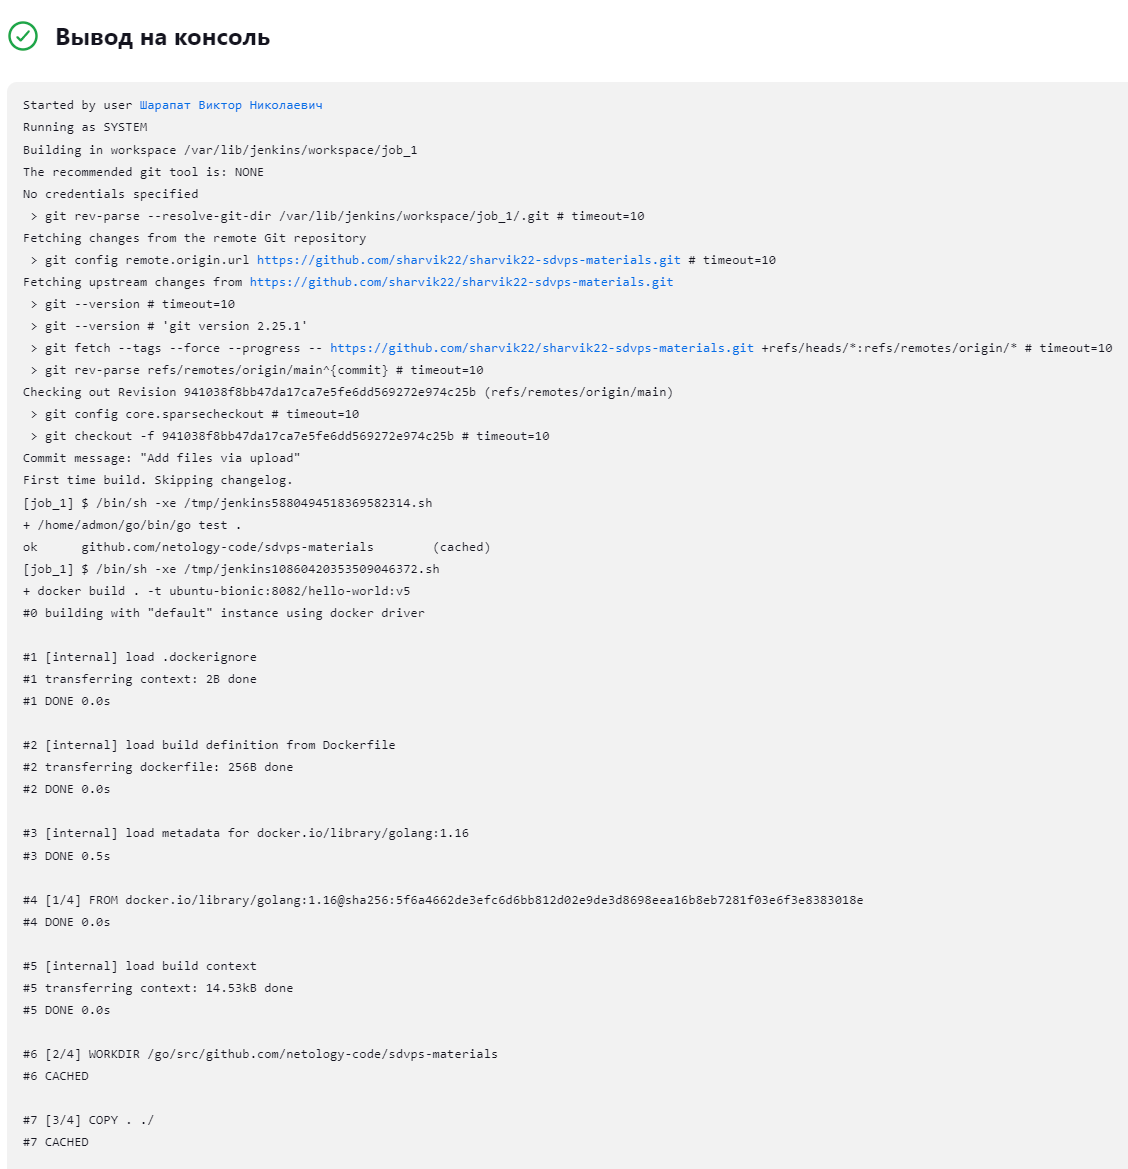 Вывод на консоль
Started by user Шарапат Виктор Николаевич
Running as SYSTEM
Building in workspace /var/lib/jenkins/workspace/job_1
The recommended git tool is: NONE
No credentials specified
 > git rev-parse --resolve-git-dir /var/lib/jenkins/workspace/job_1/.git # timeout=10
Fetching changes from the remote Git repository
 > git config remote.origin.url https://github.com/sharvik22/sharvik22-sdvps-materials.git # timeout=10
Fetching upstream changes from https://github.com/sharvik22/sharvik22-sdvps-materials.git
 > git --version # timeout=10
 > git --version # 'git version 2.25.1'
 > git fetch --tags --force --progress -- https://github.com/sharvik22/sharvik22-sdvps-materials.git +refs/heads/*:refs/remotes/origin/* # timeout=10
 > git rev-parse refs/remotes/origin/main^{commit} # timeout=10
Checking out Revision 941038f8bb47da17ca7e5fe6dd569272e974c25b (refs/remotes/origin/main)
 > git config core.sparsecheckout # timeout=10
 > git checkout -f 941038f8bb47da17ca7e5fe6dd569272e974c25b # timeout=10
Commit message: "Add files via upload"
First time build. Skipping changelog.
[job_1] $ /bin/sh -xe /tmp/jenkins5880494518369582314.sh
+ /home/admon/go/bin/go test .
ok      github.com/netology-code/sdvps-materials        (cached)
[job_1] $ /bin/sh -xe /tmp/jenkins10860420353509046372.sh
+ docker build . -t ubuntu-bionic:8082/hello-world:v5
#0 building with "default" instance using docker driver
#1 [internal] load .dockerignore
#1 transferring context: 2B done
#1 DONE 0.0s
#2 [internal] load build definition from Dockerfile
#2 transferring dockerfile: 256B done
#2 DONE 0.0s
#3 [internal] load metadata for docker.io/library/golang:1.16
#3 DONE 0.5s
#4 [1/4] FROM docker.io/library/golang:1.16@sha256:5f6a4662de3efc6d6bb812d02e9de3d8698eea16b8eb7281f03e6f3e8383018e
#4 DONE 0.0s
#5 [internal] load build context
#5 transferring context: 14.53kB done
#5 DONE 0.0s
#6 [2/4] WORKDIR /go/src/github.com/netology-code/sdvps-materials
#6 CACHED
#7 [3/4] COPY . ./
#7 CACHED